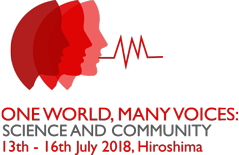 ONE WORLD, MANY VOICES:
SCIENCE AND COMMUNITY
13th - 16th July 2018, Hiroshima